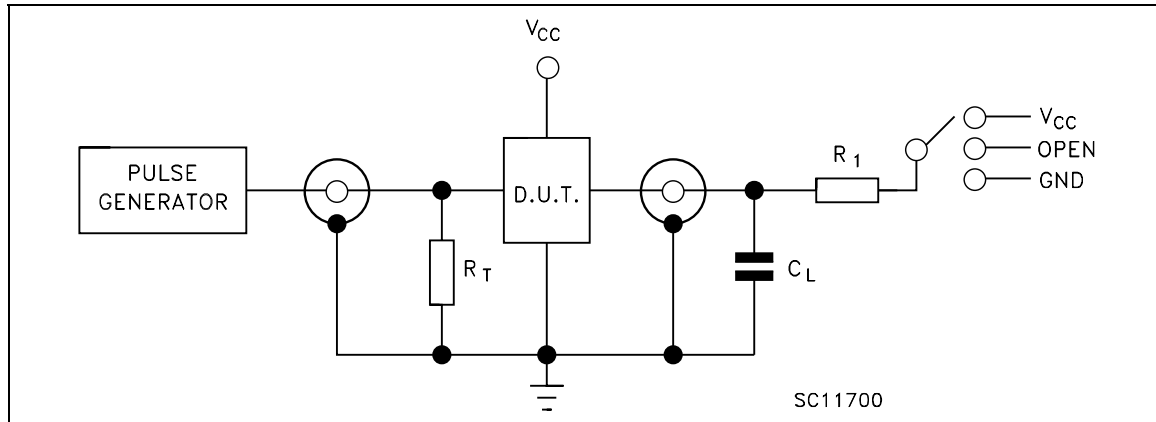 VCC
PULSE
GENERATOR
D.U.T.
RT
CL
R1
VCC
OPEN
GND
SC11700